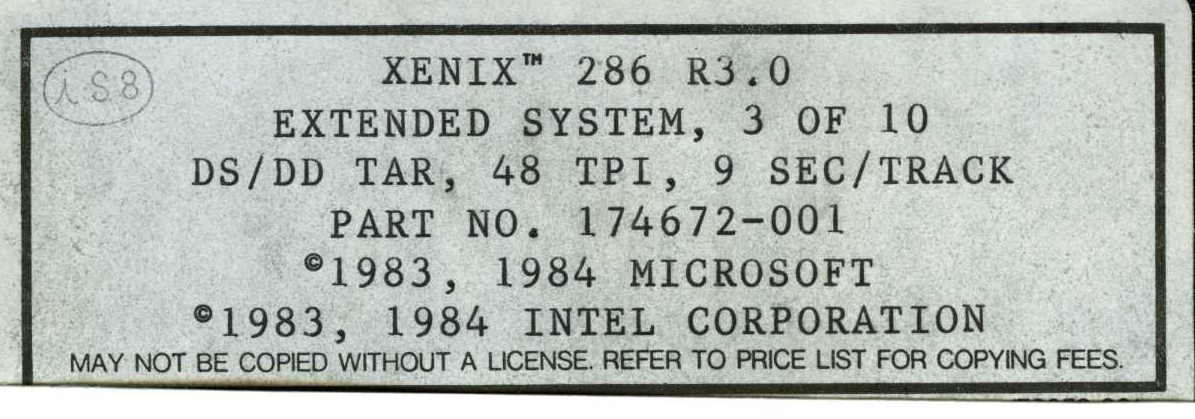 iS8
XENIX™ 286 R3.0
EXTENDED SYSTEM, 3 OF 10
DS/DD TAR, 48 TPI, 9 SEC/TRACK
PART NO. 174672-001
©1983, 1984 MICROSOFT
©1983, 1984 INTEL CORPORATION
MAY NOT BE COPIED WITHOUT A LICENSE. REFER TO PRICE LIST FOR COPYING FEES.